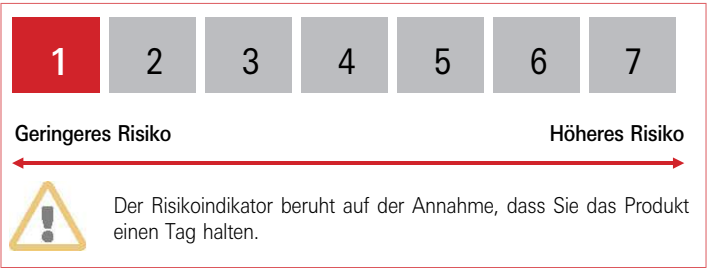 1 2 3 4 5 6 7
Geringeres Risiko Höheres Risiko
Der Risikoindikator beruht auf der Annahme, dass Sie das Produkt
einen Tag halten.